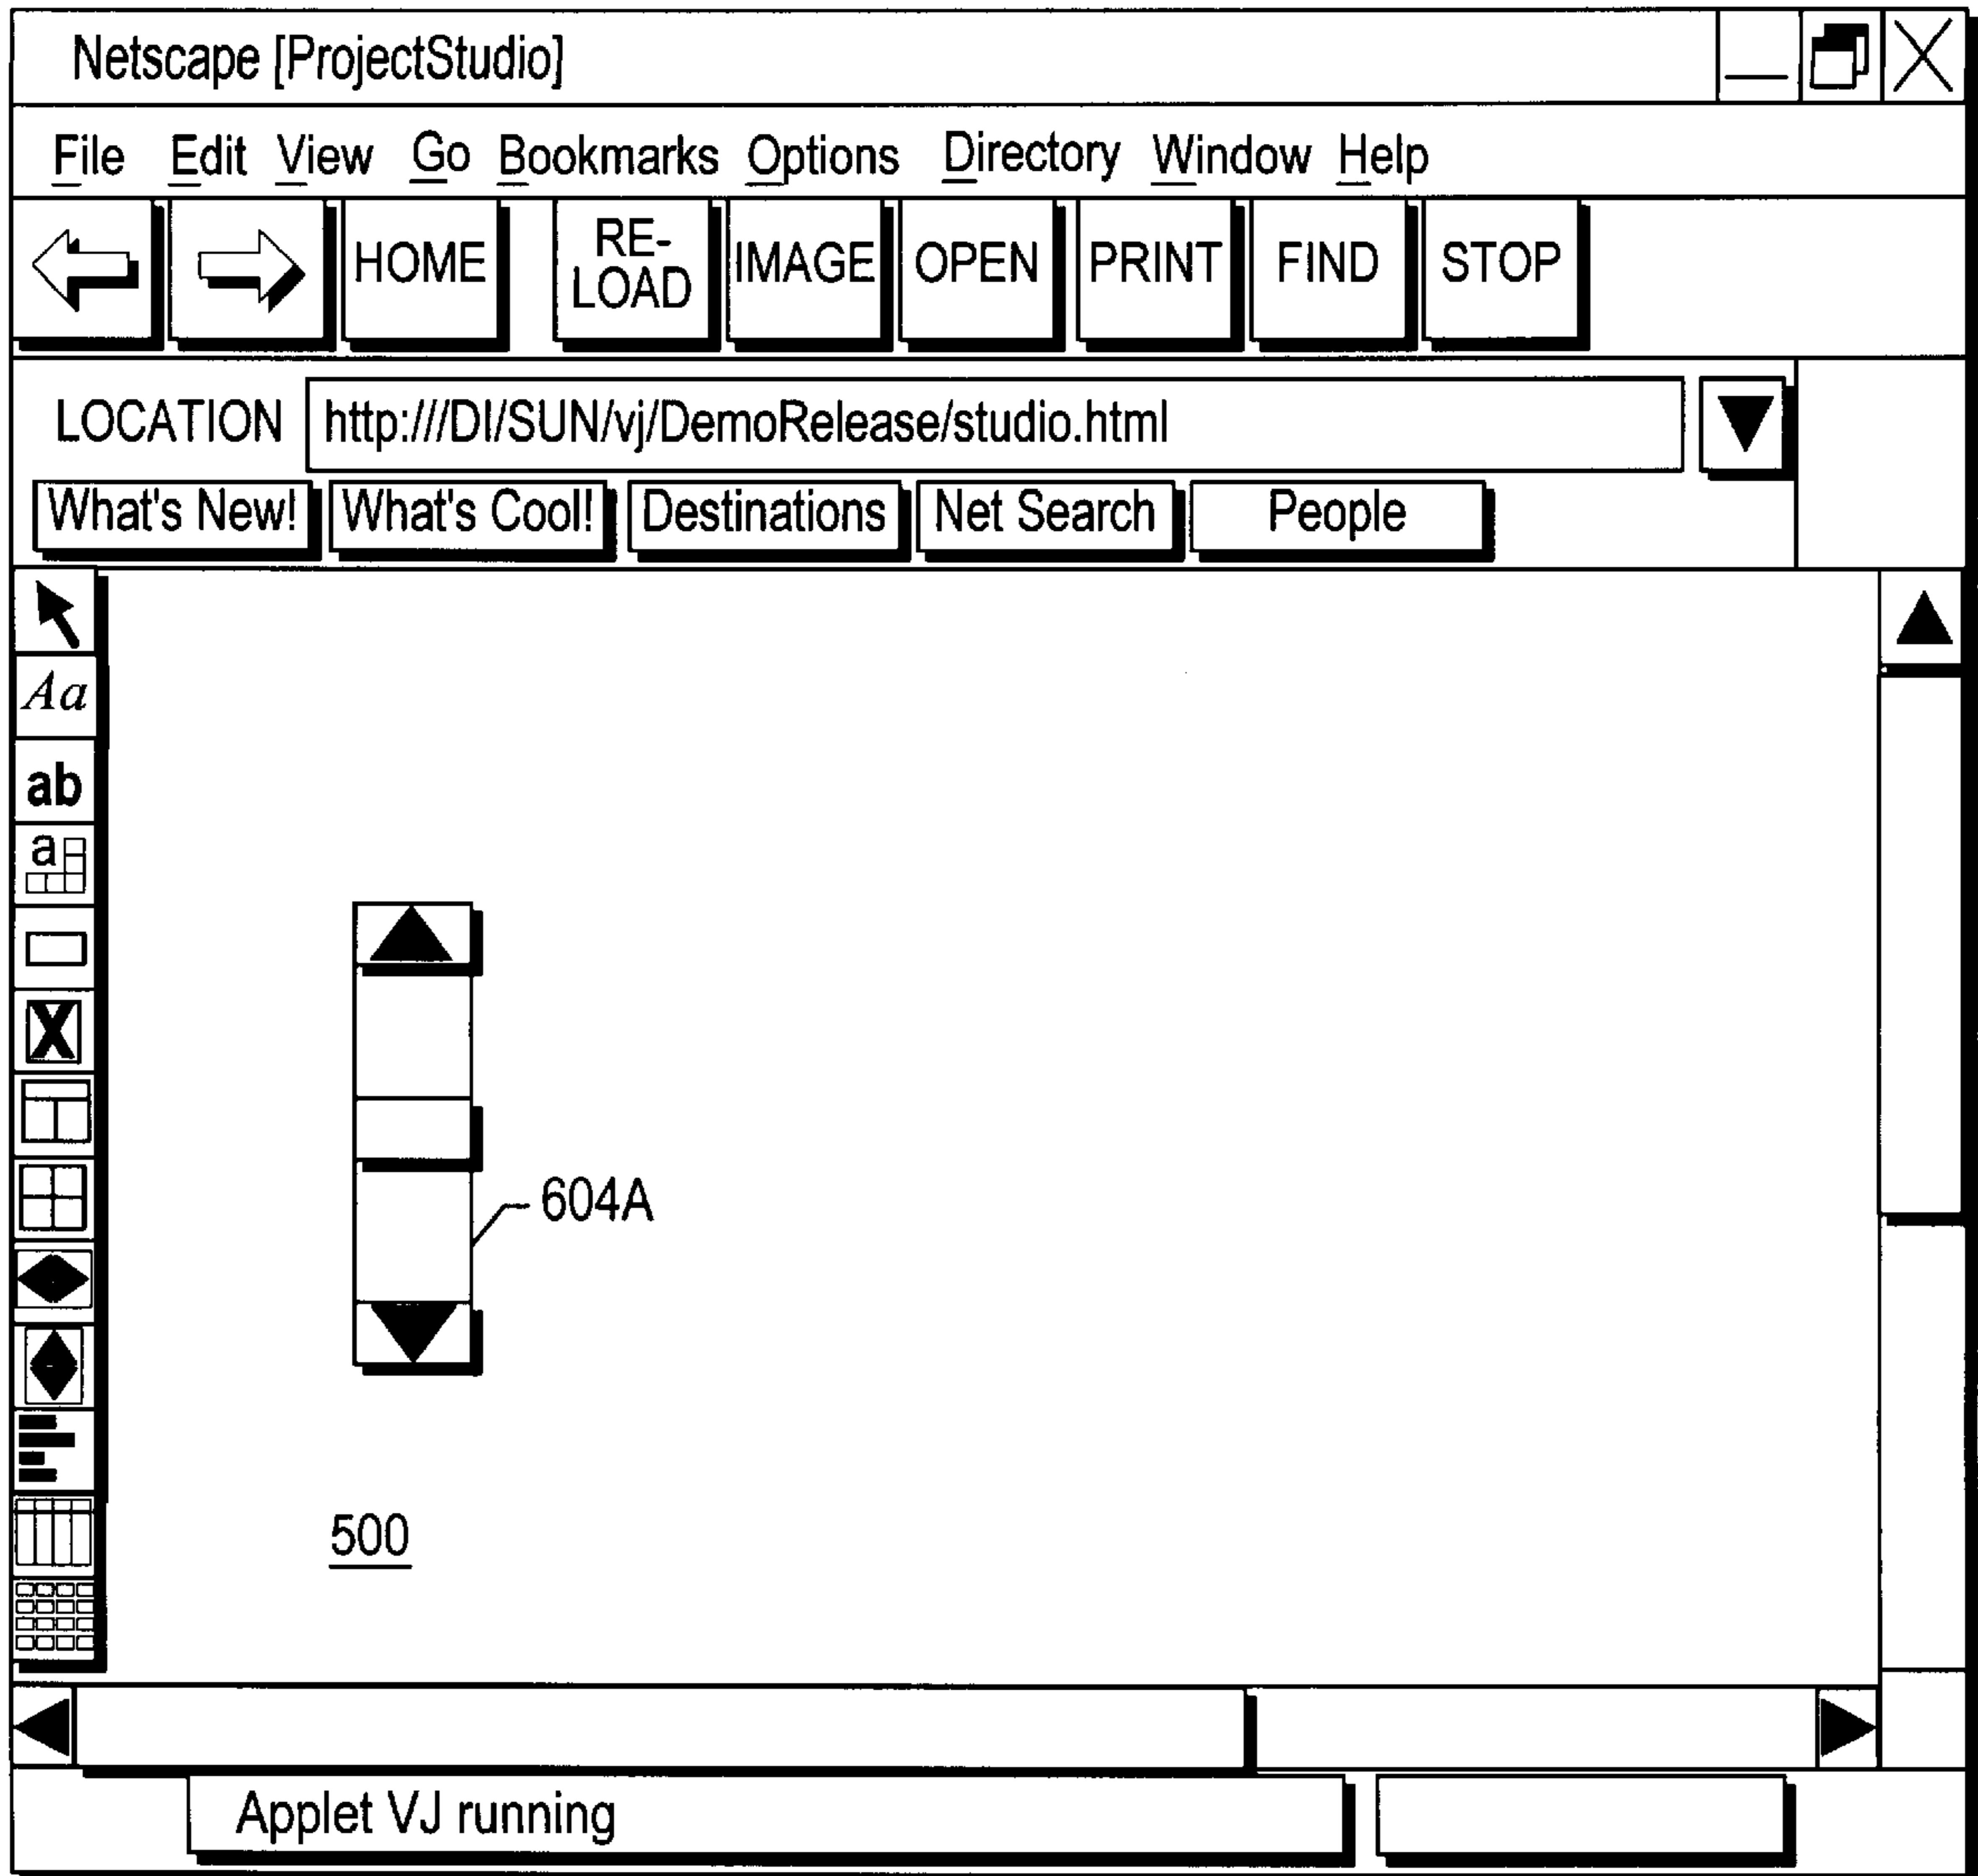 Netscape [ProjectStudio]
File Edit View Go Bookmarks Options Directory Window Help
HOME RE-LOAD IMAGE OPEN PRINT FIND STOP
LOCATION http:///DI/SUN/vj/DemoRelease/studio.html
What's New! What's Cool! Destinations Net Search People
Aa
ab
a
X
604A
500
Applet VJ running